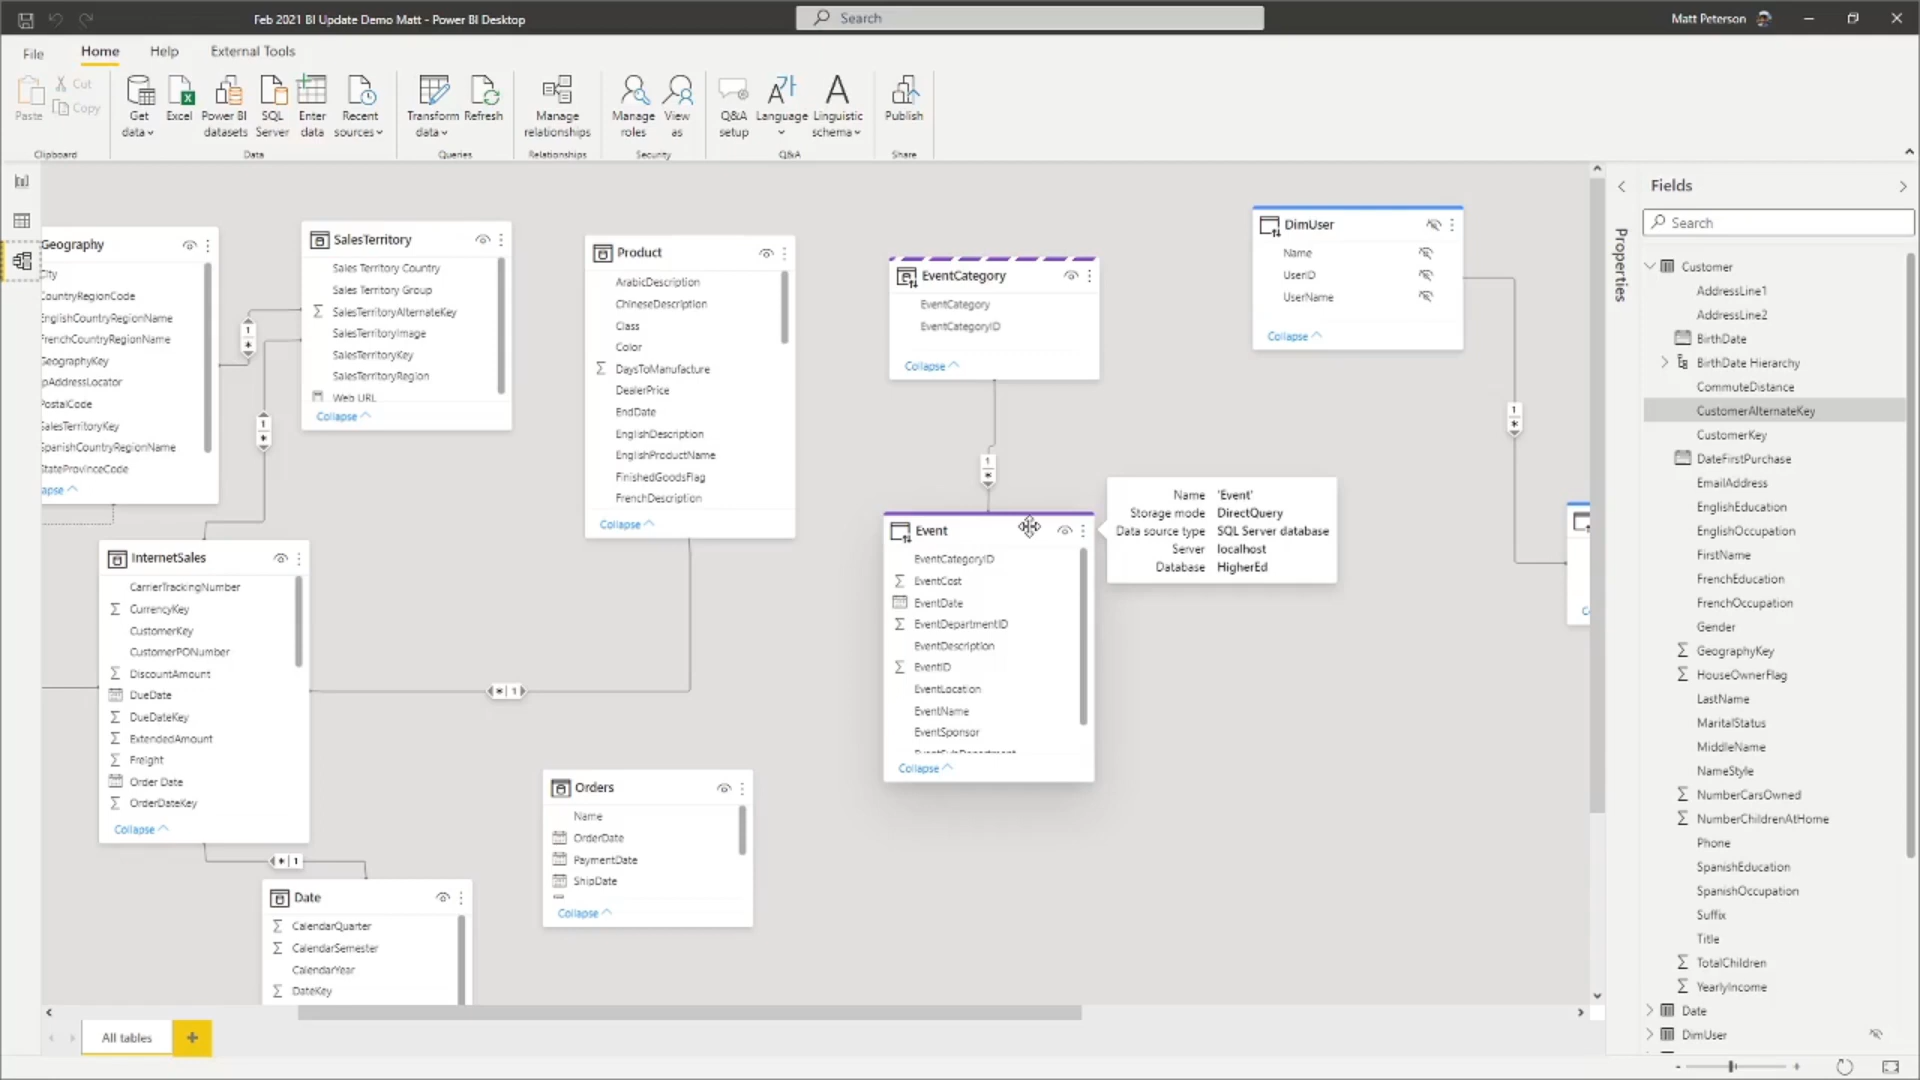 Feb 2021 BI Update Demo Matt - Power BI Desktop
Search
Matt Peterson
File
Home
Help
External Tools
Paste
Cut
Copy
Get data
Excel
Power BI datasets
SQL Server
Enter data
Recent sources
Transform data
Refresh
Manage relationships
Manage roles
View as
Q&A setup
Language
Linguistic schema
Publish
Clipboard
Data
Queries
Relationships
Security
Q&A
Share
Geography
City
CountryRegionCode
EnglishCountryRegionName
FrenchCountryRegionName
GeographyKey
IpAddressLocator
PostalCode
SalesTerritoryKey
SpanishCountryRegionName
StateProvinceCode
apse
1
*
1
*
SalesTerritory
Sales Territory Country
Sales Territory Group
SalesTerritoryAlternateKey
SalesTerritoryImage
SalesTerritoryKey
SalesTerritoryRegion
Web URL
Collapse
Product
ArabicDescription
ChineseDescription
Class
Color
DaysToManufacture
DealerPrice
EndDate
EnglishDescription
EnglishProductName
FinishedGoodsFlag
FrenchDescription
Collapse
EventCategory
EventCategory
EventCategoryID
Collapse
1
*
DimUser
Name
UserID
UserName
Collapse
1
*
Event
EventCategoryID
EventCost
EventDate
EventDepartmentID
EventDescription
EventID
EventLocation
EventName
EventSponsor
EventSubDepartment
Collapse
Name 'Event'
Storage mode DirectQuery
Data source type SQL Server database
Server localhost
Database HigherEd
InternetSales
CarrierTrackingNumber
CurrencyKey
CustomerKey
CustomerPONumber
DiscountAmount
DueDate
DueDateKey
ExtendedAmount
Freight
Order Date
OrderDateKey
Collapse
* 1
* 1
Orders
Name
OrderDate
PaymentDate
ShipDate
Collapse
Date
CalendarQuarter
CalendarSemester
CalendarYear
DateKey
Properties
Fields
Search
Customer
AddressLine1
AddressLine2
BirthDate
BirthDate Hierarchy
CommuteDistance
CustomerAlternateKey
CustomerKey
DateFirstPurchase
EmailAddress
EnglishEducation
EnglishOccupation
FirstName
FrenchEducation
FrenchOccupation
Gender
GeographyKey
HouseOwnerFlag
LastName
MaritalStatus
MiddleName
NameStyle
NumberCarsOwned
NumberChildrenAtHome
Phone
SpanishEducation
SpanishOccupation
Suffix
Title
TotalChildren
YearlyIncome
Date
DimUser
All tables